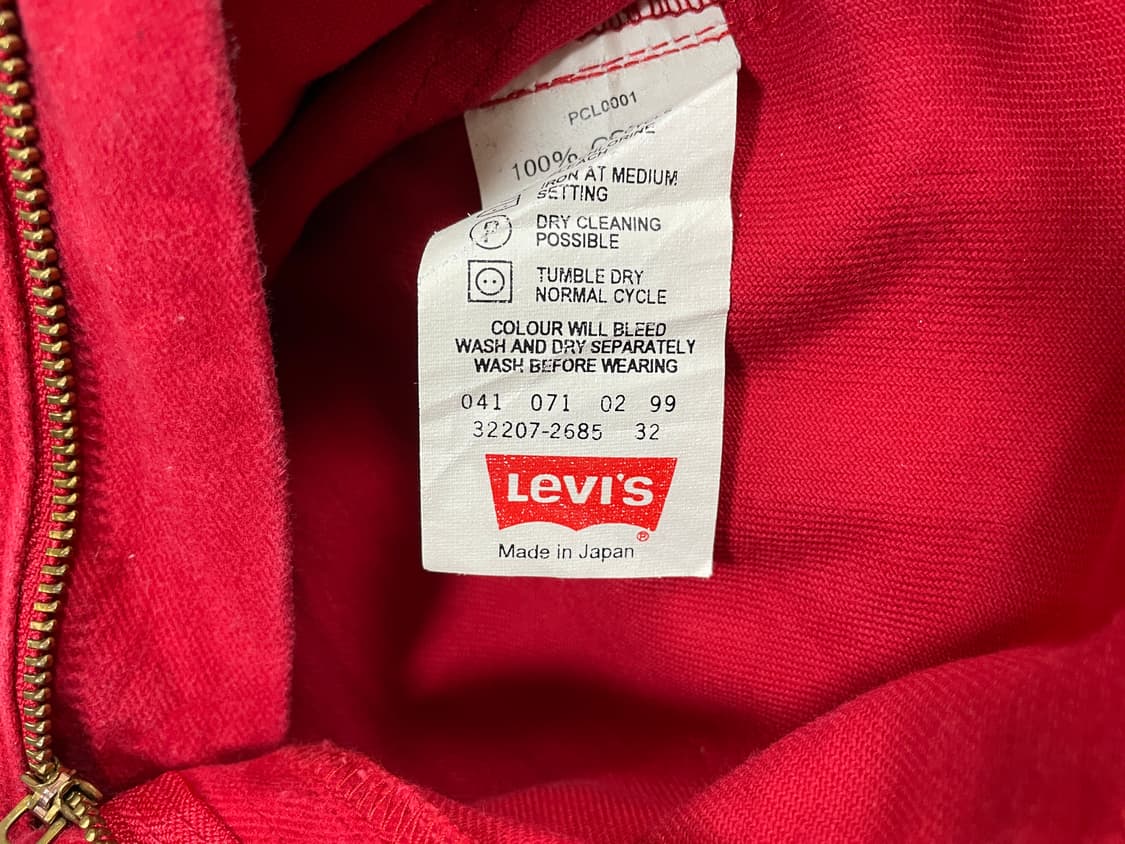 PCL0001
100%
CHLORINE
IRON AT MEDIUM
SETTING
P
DRY CLEANING
POSSIBLE
TUMBLE DRY
NORMAL CYCLE
COLOUR WILL BLEED
WASH AND DRY SEPARATELY
WASH BEFORE WEARING
041 071 02 99
32207-2685 32
Levi's
®
Made in Japan